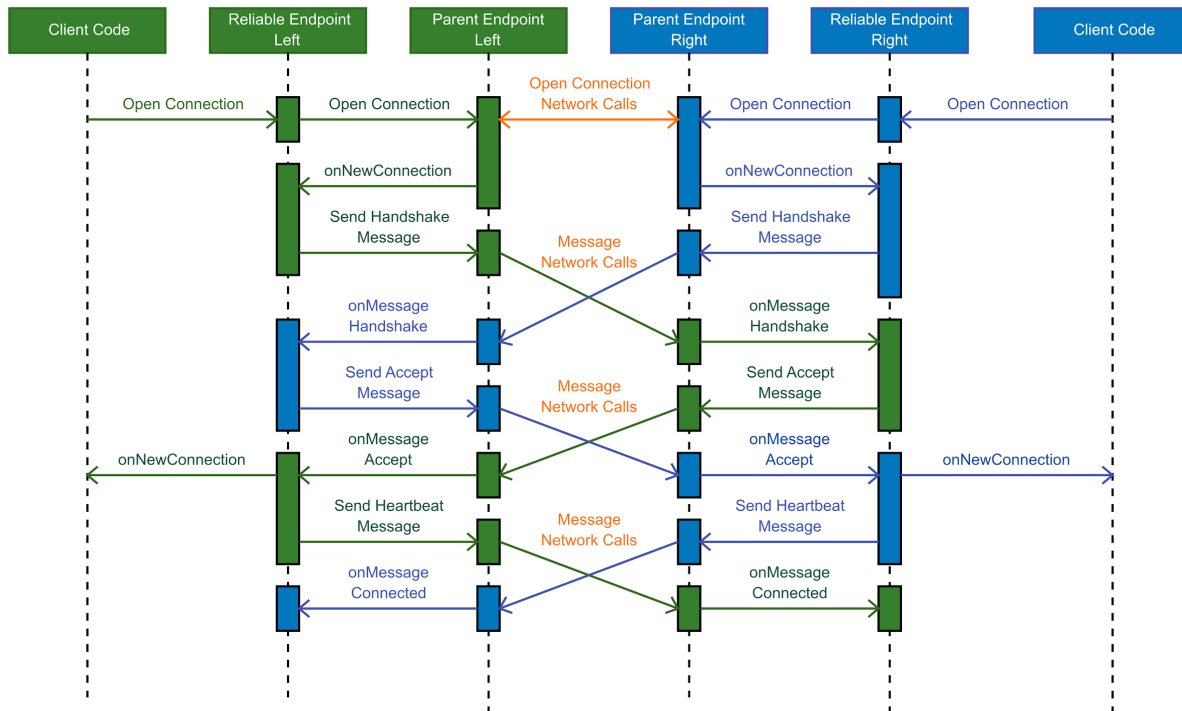 Client Code
Reliable Endpoint
Left
Parent Endpoint
Left
Parent Endpoint
Right
Reliable Endpoint
Right
Client Code
Open Connection
Open Connection
Open Connection
Network Calls
Open Connection
Open Connection
onNewConnection
onNewConnection
Send Handshake
Message
Message
Network Calls
Send Handshake
Message
onMessage
Handshake
onMessage
Handshake
Send Accept
Message
Message
Network Calls
Send Accept
Message
onNewConnection
onMessage
Accept
onMessage
Accept
onNewConnection
Send Heartbeat
Message
Message
Network Calls
Send Heartbeat
Message
onMessage
Connected
onMessage
Connected